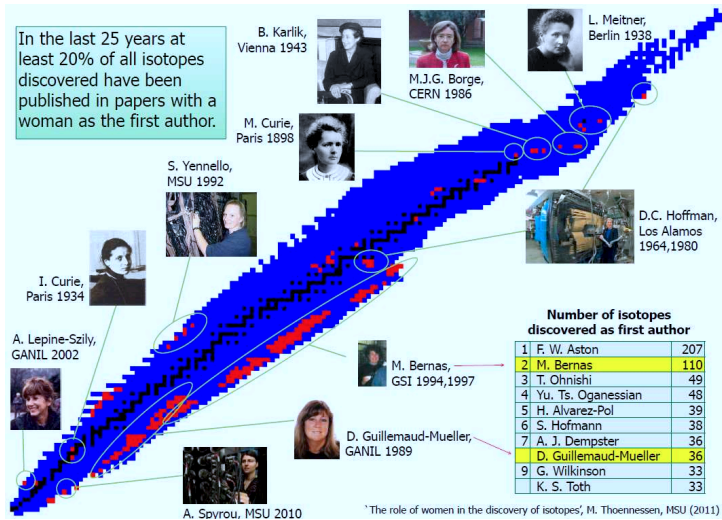 In the last 25 years at
least 20% of all isotopes
discovered have been
published in papers with a
woman as the first author.
B. Karlik,
Vienna 1943
M.J.G. Borge,
CERN 1986
L. Meitner,
Berlin 1938
M. Curie,
Paris 1898
S. Yennello,
MSU 1992
D.C. Hoffman,
Los Alamos
1964,1980
I. Curie,
Paris 1934
A. Lepine-Szily,
GANIL 2002
M. Bernas,
GSI 1994,1997
D. Guillemaud-Mueller,
GANIL 1989
A. Spyrou, MSU 2010
Number of isotopes
discovered as first author
1 F. W. Aston 207
2 M. Bernas 110
3 T. Ohnishi 49
4 Yu. Ts. Oganessian 48
5 H. Alvarez-Pol 39
6 S. Hofmann 38
7 A. J. Dempster 36
D. Guillemaud-Mueller 36
9 G. Wilkinson 33
K. S. Toth 33
`The role of women in the discovery of isotopes', M. Thoennessen, MSU (2011)